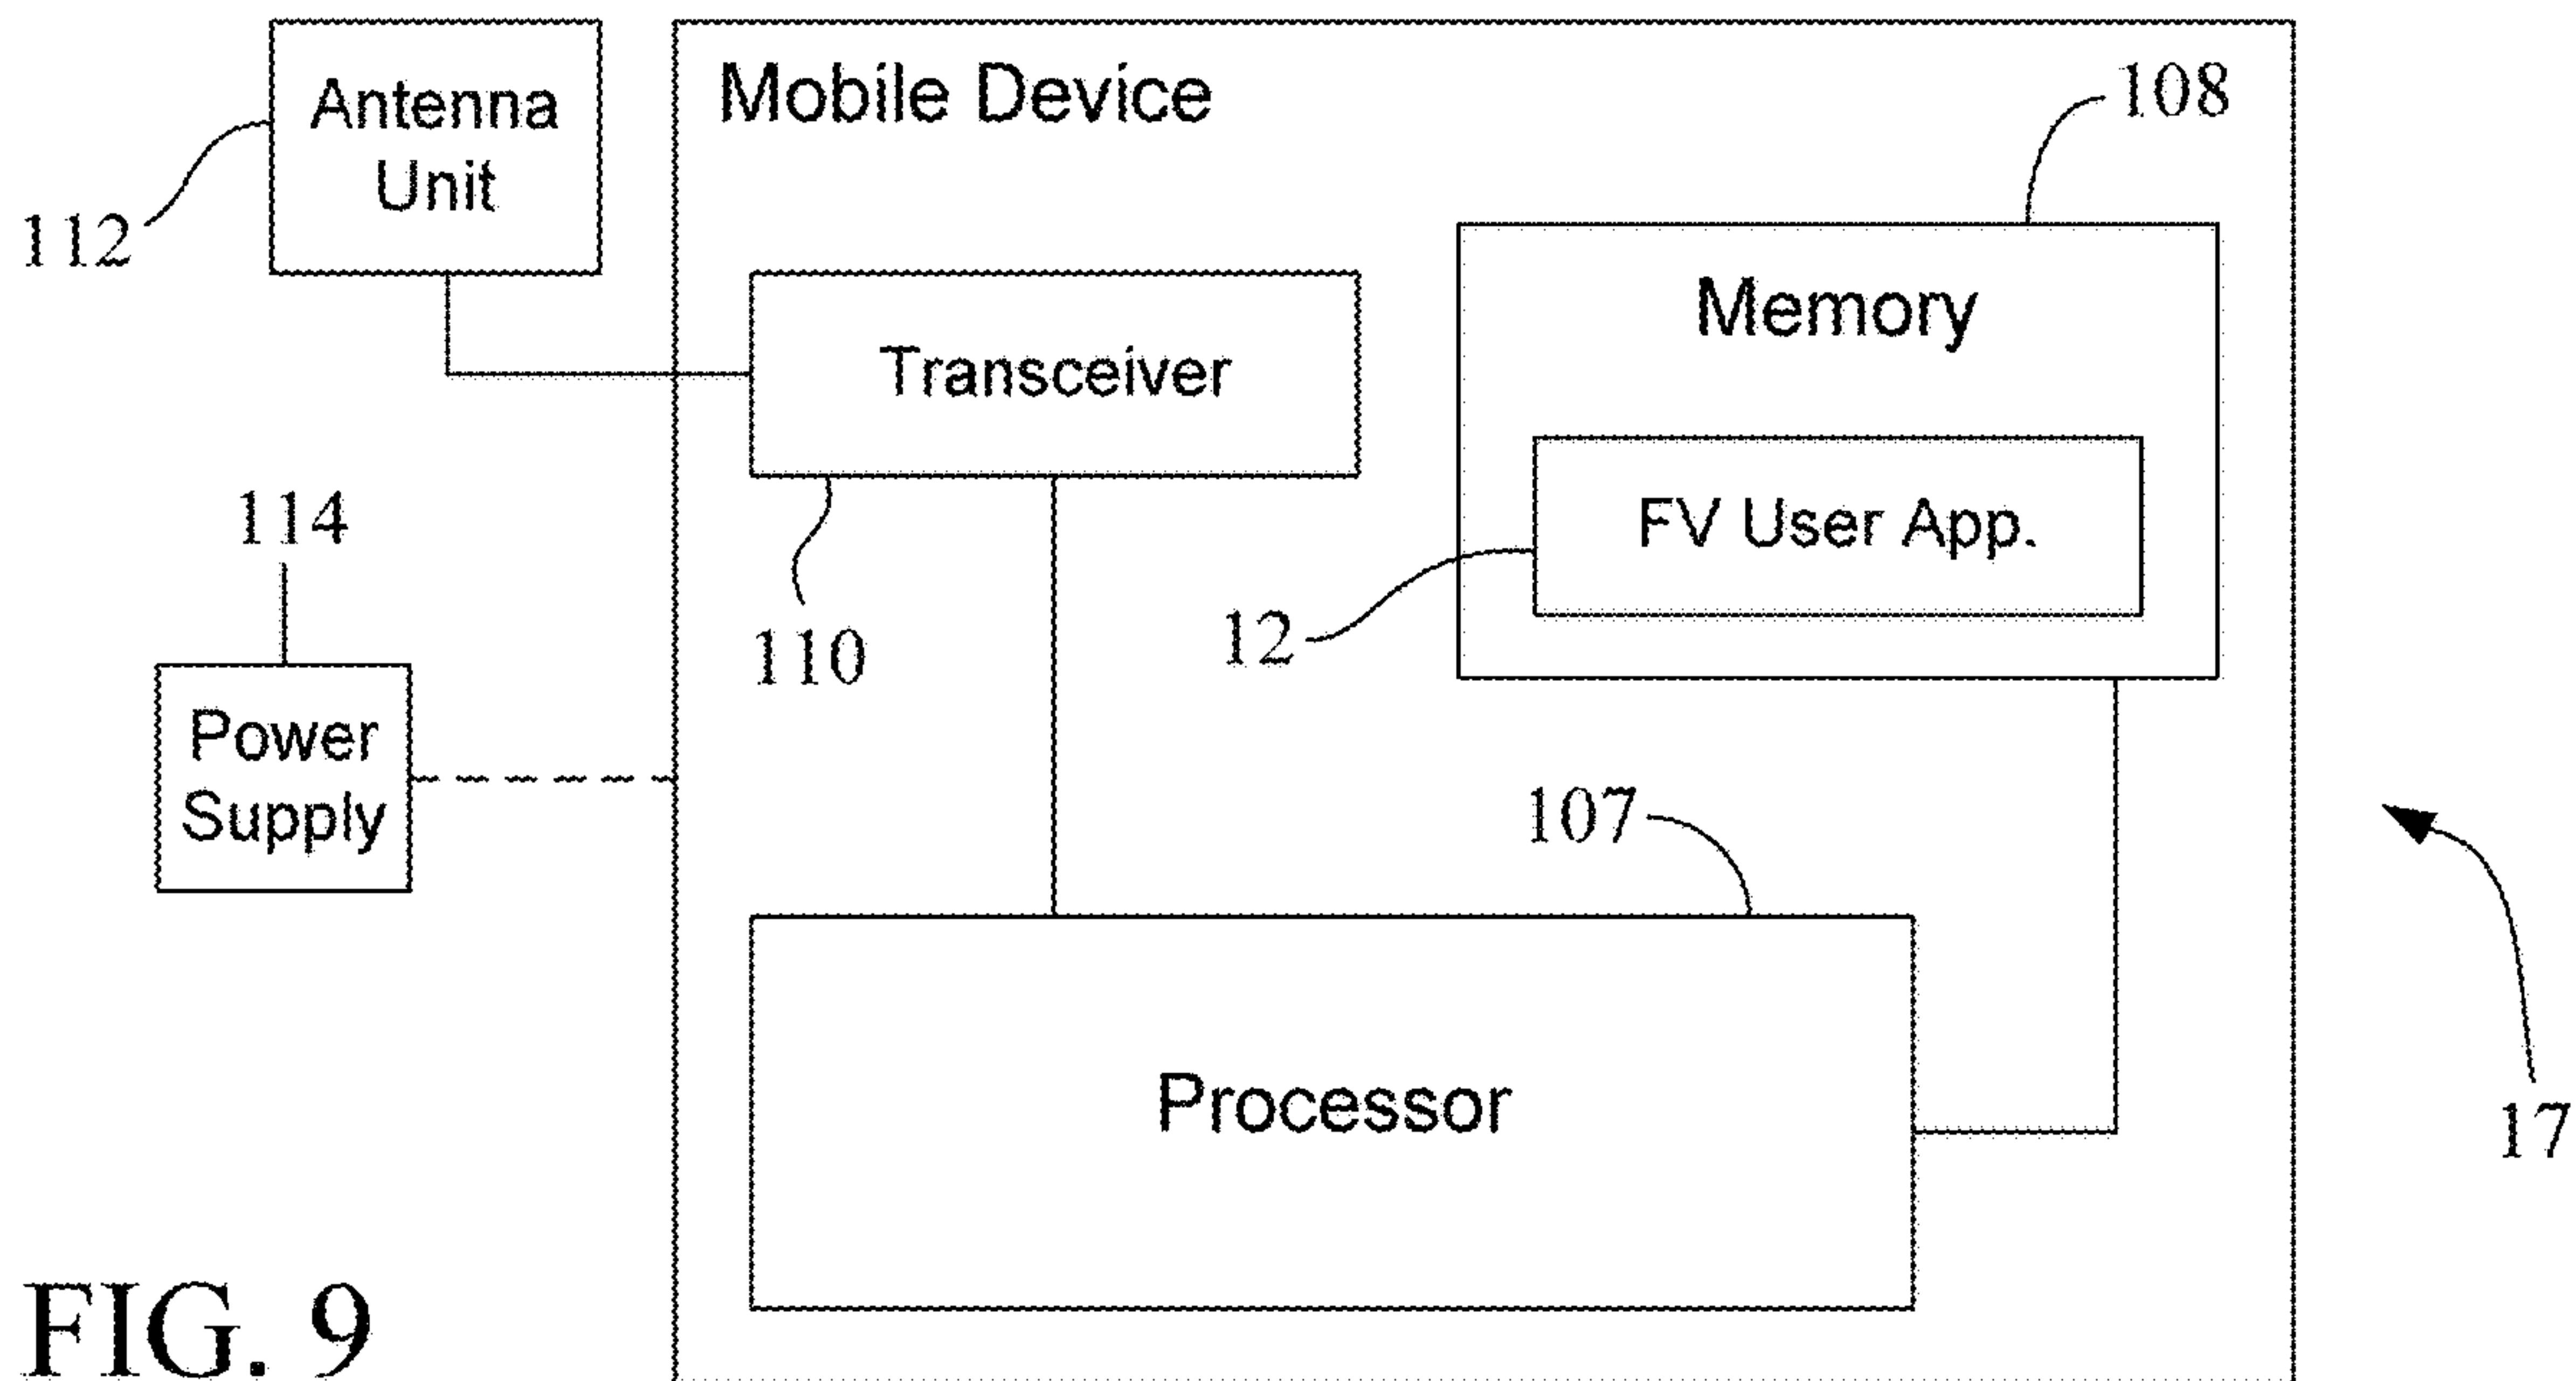 Antenna
Unit
112
Mobile Device
108
Transceiver
110
Memory
FV User App.
12
114
Power
Supply
107
Processor
17
FIG. 9